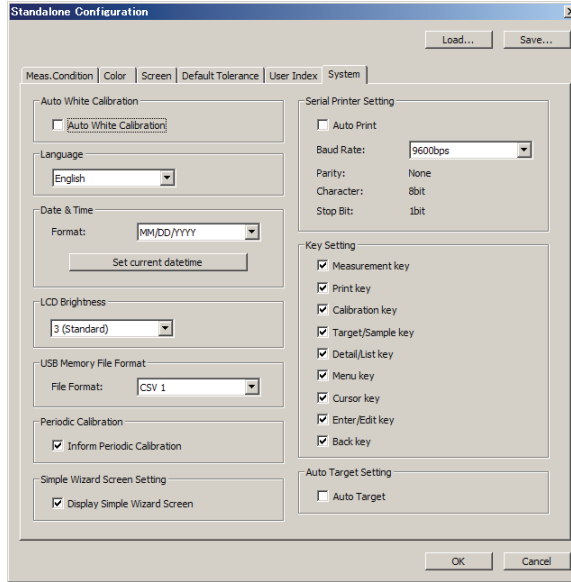 Standalone Configuration
Load... Save...
Meas.Condition Color Screen Default Tolerance User Index System
Auto White Calibration
Auto White Calibration
Language
English
Date & Time
Format: MM/DD/YYYY
Set current datetime
LCD Brightness
3 (Standard)
USB Memory File Format
File Format: CSV 1
Periodic Calibration
Inform Periodic Calibration
Simple Wizard Screen Setting
Display Simple Wizard Screen
Serial Printer Setting
Auto Print
Baud Rate: 9600bps
Parity: None
Character: 8bit
Stop Bit: 1bit
Key Setting
Measurement key
Print key
Calibration key
Target/Sample key
Detail/List key
Menu key
Cursor key
Enter/Edit key
Back key
Auto Target Setting
Auto Target
OK Cancel